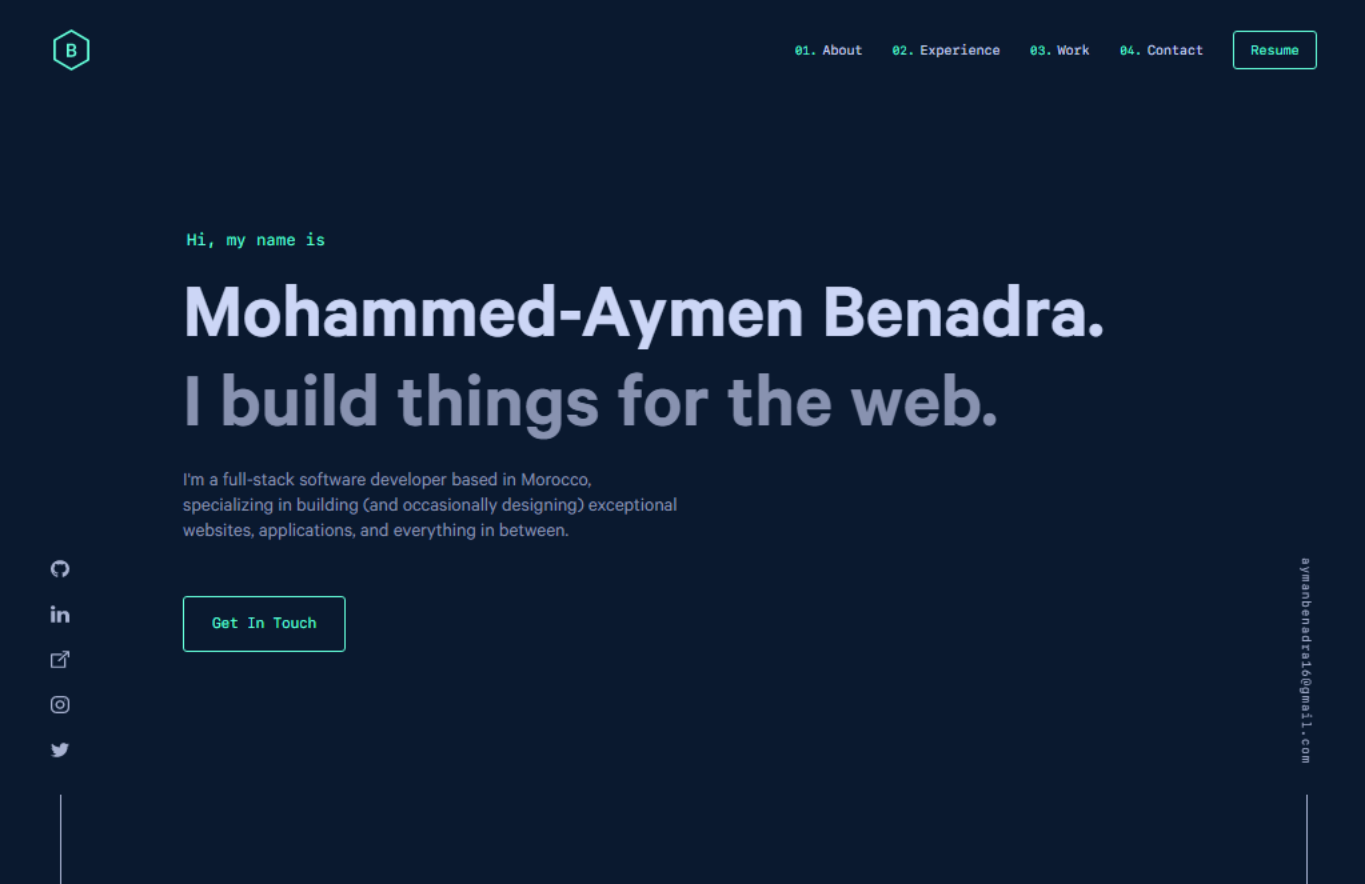 B
01. About 02. Experience 03. Work 04. Contact Resume
Hi, my name is
Mohammed-Aymen Benadra.
I build things for the web.
I'm a full-stack software developer based in Morocco,
specializing in building (and occasionally designing) exceptional
websites, applications, and everything in between.
Get In Touch
in
aymanbenadra16@gmail.com